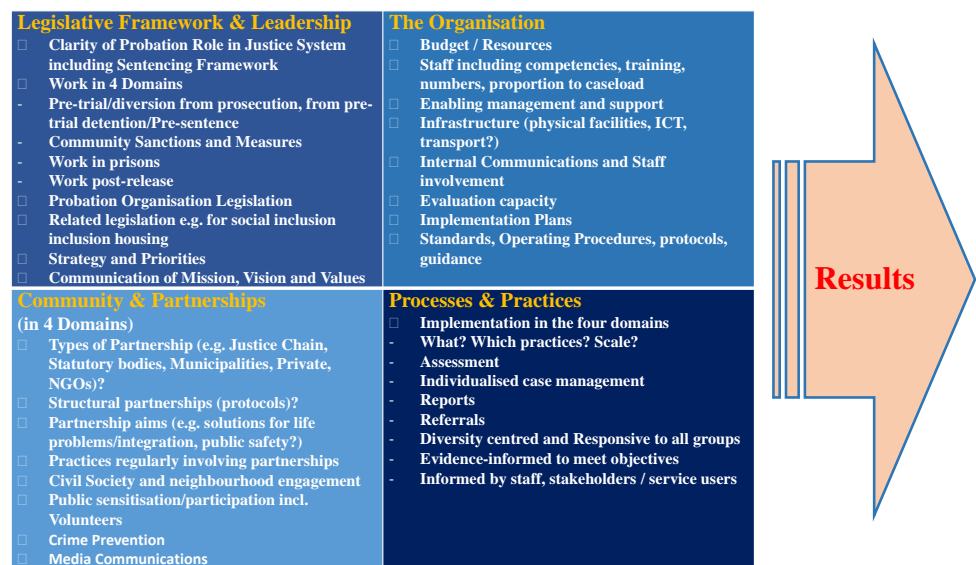 Legislative Framework & Leadership
□ Clarity of Probation Role in Justice System
including Sentencing Framework
□ Work in 4 Domains
- Pre-trial/diversion from prosecution, from pre-
trial detention/Pre-sentence
- Community Sanctions and Measures
- Work in prisons
- Work post-release
□ Probation Organisation Legislation
□ Related legislation e.g. for social inclusion
inclusion housing
□ Strategy and Priorities
□ Communication of Mission, Vision and Values
The Organisation
□ Budget / Resources
□ Staff including competencies, training,
numbers, proportion to caseload
□ Enabling management and support
□ Infrastructure (physical facilities, ICT,
transport?)
□ Internal Communications and Staff
involvement
□ Evaluation capacity
□ Implementation Plans
□ Standards, Operating Procedures, protocols,
guidance
Community & Partnerships
(in 4 Domains)
□ Types of Partnership (e.g. Justice Chain,
Statutory bodies, Municipalities, Private,
NGOs)?
□ Structural partnerships (protocols)?
□ Partnership aims (e.g. solutions for life
problems/integration, public safety?)
□ Practices regularly involving partnerships
□ Civil Society and neighbourhood engagement
□ Public sensitisation/participation incl.
Volunteers
□ Crime Prevention
□ Media Communications
Processes & Practices
□ Implementation in the four domains
- What? Which practices? Scale?
- Assessment
- Individualised case management
- Reports
- Referrals
- Diversity centred and Responsive to all groups
- Evidence-informed to meet objectives
- Informed by staff, stakeholders / service users
Results